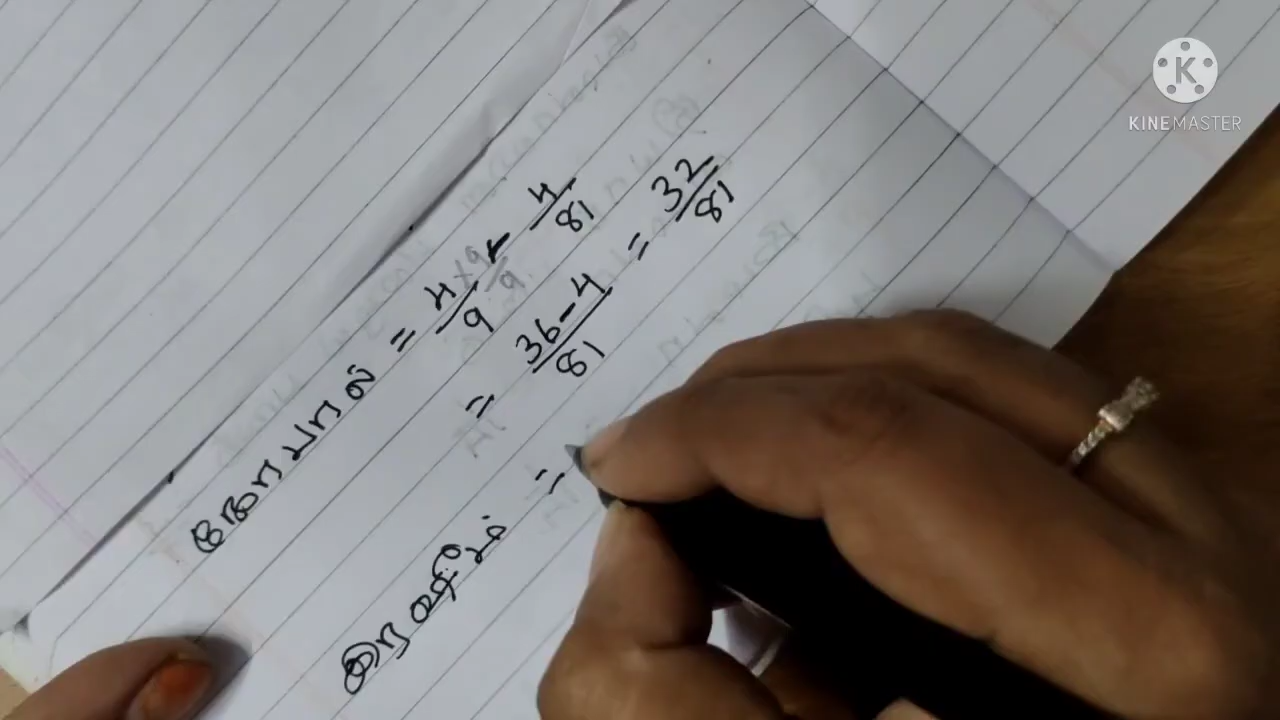 கோபால் = 4/9 × 9/9 - 4/81
= 36-4/81 = 32/81
=
KINEMASTER